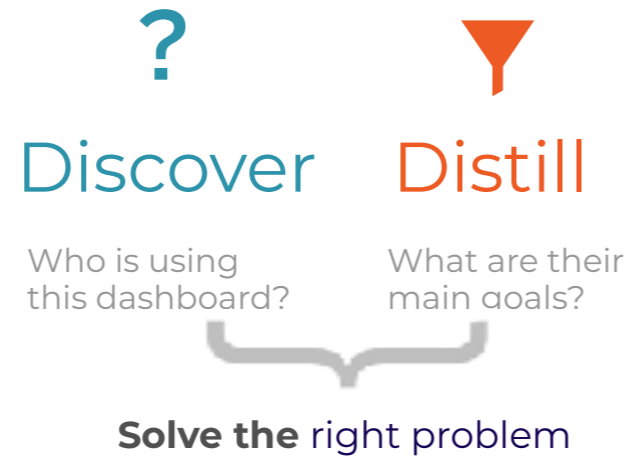 ?
Discover
Distill
Who is using
this dashboard?
What are their
main goals?
Solve the right problem